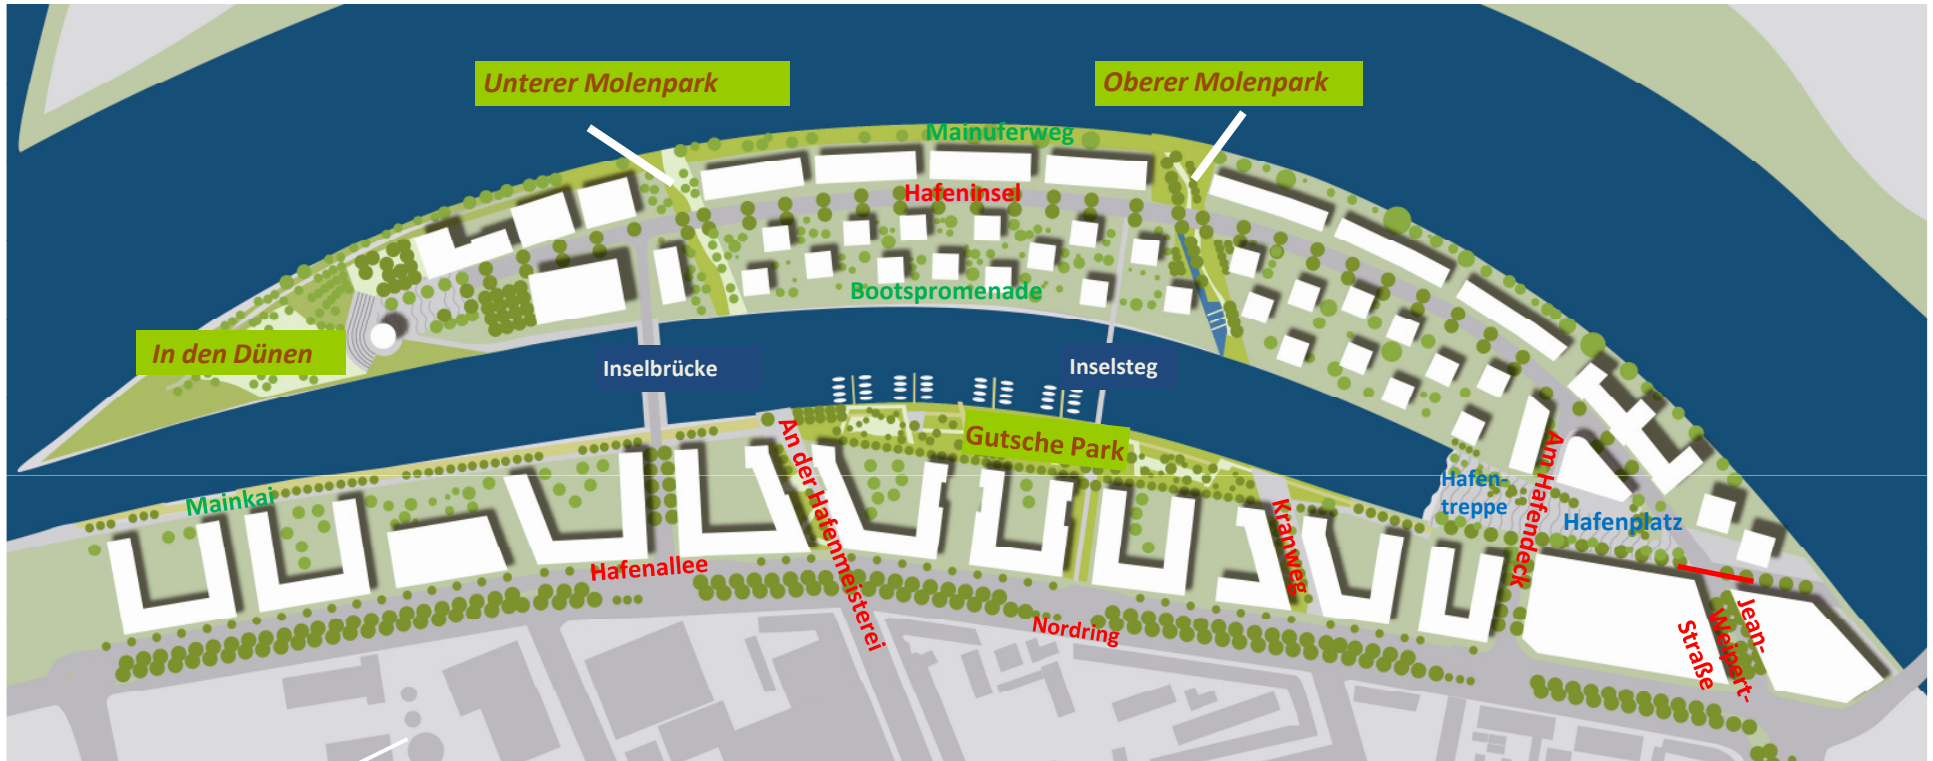 Unterer Molenpark
Oberer Molenpark
Mainuferweg
Hafeninsel
Bootspromenade
In den Dünen
Inselbrücke
Inselsteg
Gutsche Park
An der Hafenmeisterei
Am Hafendeck
Hafen-
treppe
Hafenplatz
Mainkai
Kranweg
Hafenallee
Nordring
Jean-
Weipert-
Straße